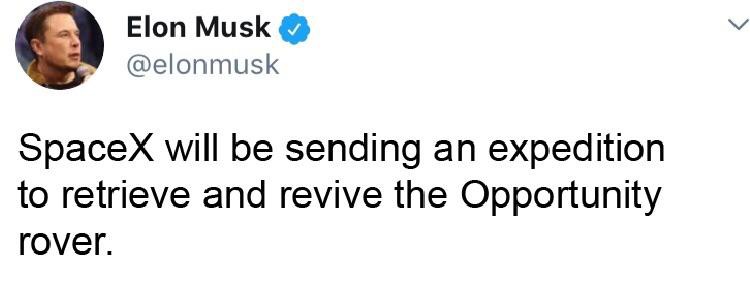 Elon Musk
@elonmusk
SpaceX will be sending an expedition
to retrieve and revive the Opportunity
rover.